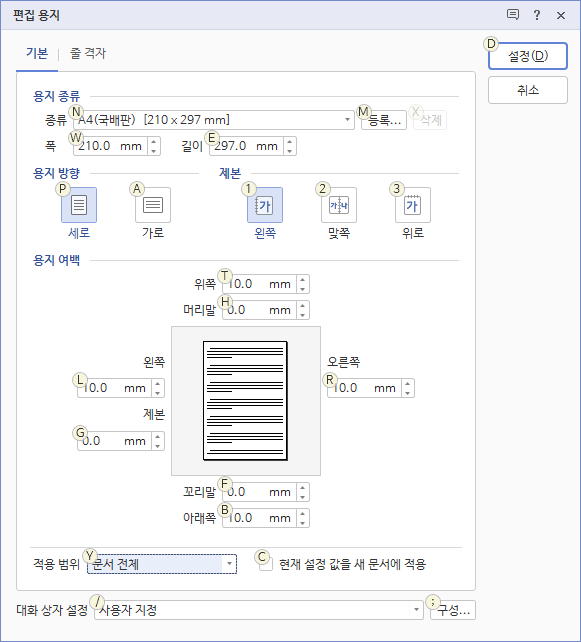 편집 용지
?
기본 줄 격자
D 설정(D)
취소
용지 종류
종류 N A4(국배판) [210 x 297 mm] M 등록... X 삭제
폭 W 210.0 mm 길이 E 297.0 mm
용지 방향 제본
P A 1 가 2 가 나 3 가
세로 가로 왼쪽 맞쪽 위로
용지 여백
위쪽 T 10.0 mm
머리말 H 0.0 mm
왼쪽 오른쪽
L 10.0 mm R 10.0 mm
제본
G 0.0 mm
꼬리말 F 0.0 mm
아래쪽 B 10.0 mm
적용 범위 Y 문서 전체 C 현재 설정 값을 새 문서에 적용
대화 상자 설정 / 사용자 지정 ; 구성...